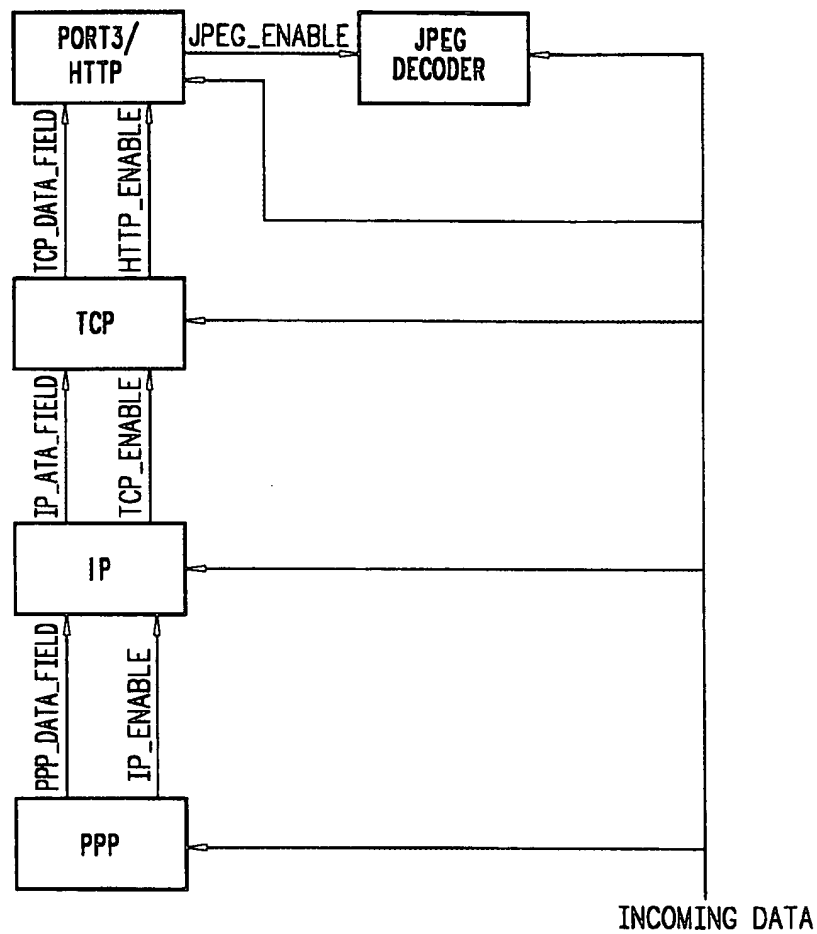 PORT3/
HTTP
JPEG_ENABLE
JPEG
DECODER
TCP_DATA_FIELD
HTTP_ENABLE
TCP
IP_ATA_FIELD
TCP_ENABLE
IP
PPP_DATA_FIELD
IP_ENABLE
PPP
INCOMING DATA